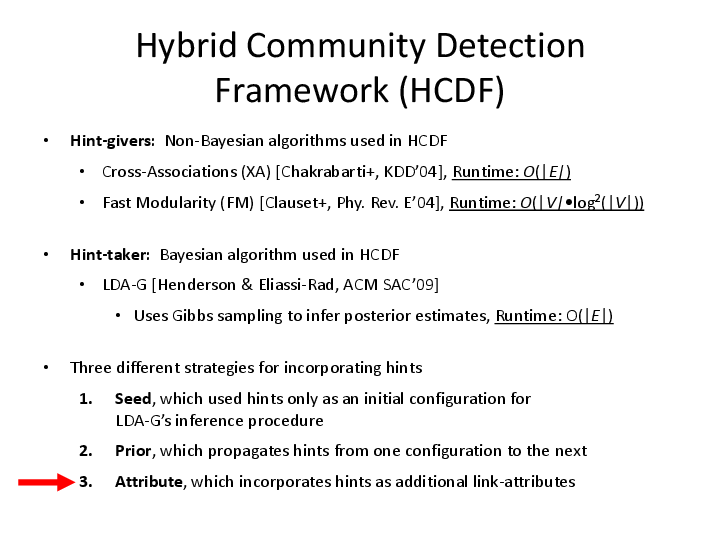 Hybrid Community Detection
Framework (HCDF)
• Hint-givers: Non-Bayesian algorithms used in HCDF
• Cross-Associations (XA) [Chakrabarti+, KDD’04], Runtime: O(|E|)
• Fast Modularity (FM) [Clauset+, Phy. Rev. E’04], Runtime: O(|V|•log²(|V|))
• Hint-taker: Bayesian algorithm used in HCDF
• LDA-G [Henderson & Eliassi-Rad, ACM SAC’09]
• Uses Gibbs sampling to infer posterior estimates, Runtime: O(|E|)
• Three different strategies for incorporating hints
1. Seed, which used hints only as an initial configuration for
LDA-G’s inference procedure
2. Prior, which propagates hints from one configuration to the next
3. Attribute, which incorporates hints as additional link-attributes